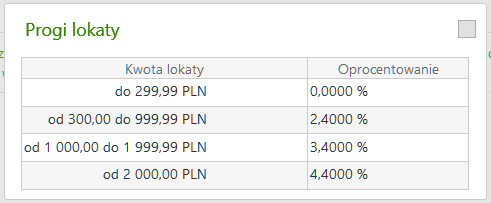 Progi lokaty
Kwota lokaty Oprocentowanie
do 299,99 PLN 0,0000 %
od 300,00 do 999,99 PLN 2,4000 %
od 1 000,00 do 1 999,99 PLN 3,4000 %
od 2 000,00 PLN 4,4000 %